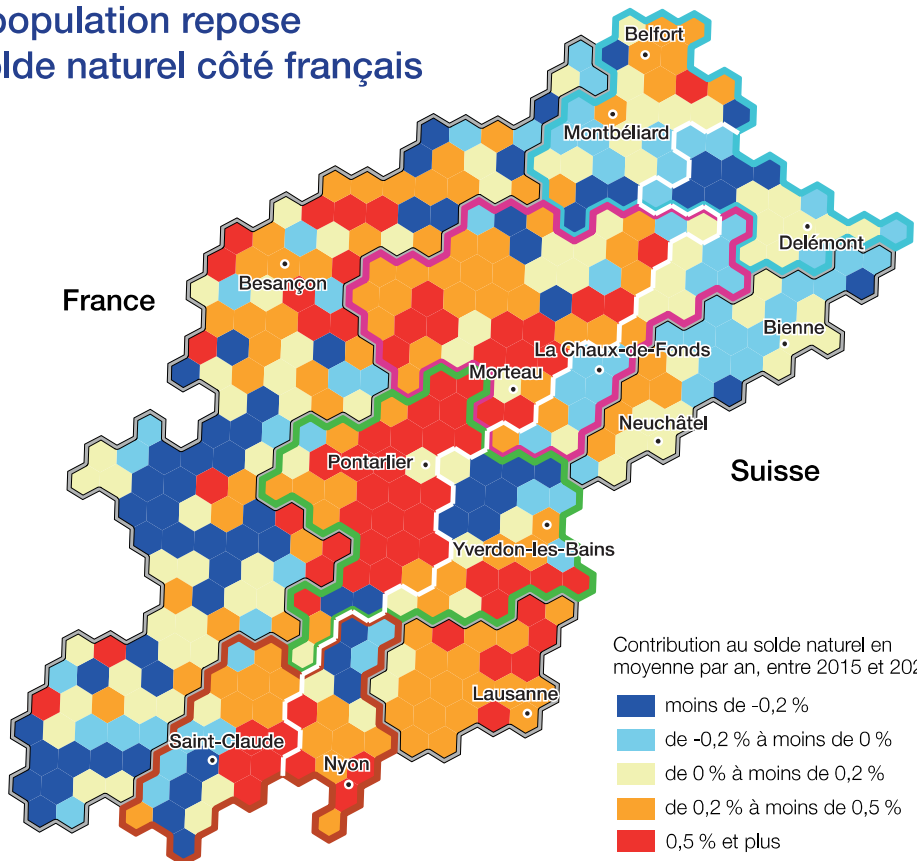 population repose
solde naturel côté français
Belfort
Montbéliard
Delémont
Besançon
France
Bienne
La Chaux-de-Fonds
Morteau
Neuchâtel
Pontarlier
Suisse
Yverdon-les-Bains
Contribution au solde naturel en
moyenne par an, entre 2015 et
Lausanne
moins de -0,2 %
Saint-Claude
de -0,2 % à moins de 0 %
Nyon
de 0 % à moins de 0,2 %
de 0,2 % à moins de 0,5 %
0,5 % et plus